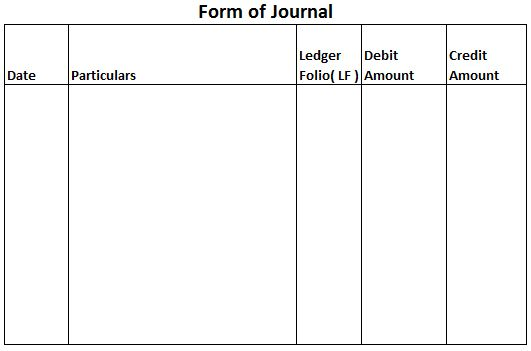 Form of Journal
Date
Particulars
Ledger
Folio( LF )
Debit
Amount
Credit
Amount